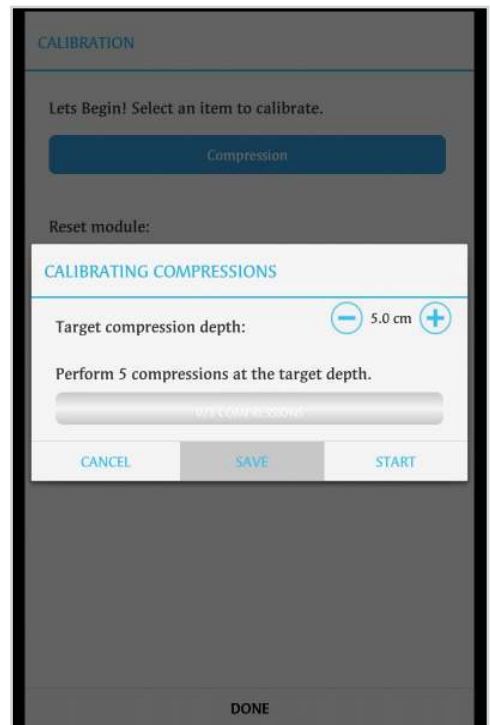 CALIBRATION
Lets Begin! Select an item to calibrate.
Compression
Reset module:
CALIBRATING COMPRESSIONS
Target compression depth:
5.0 cm
Perform 5 compressions at the target depth.
0/5 COMPRESSIONS
CANCEL
SAVE
START
DONE